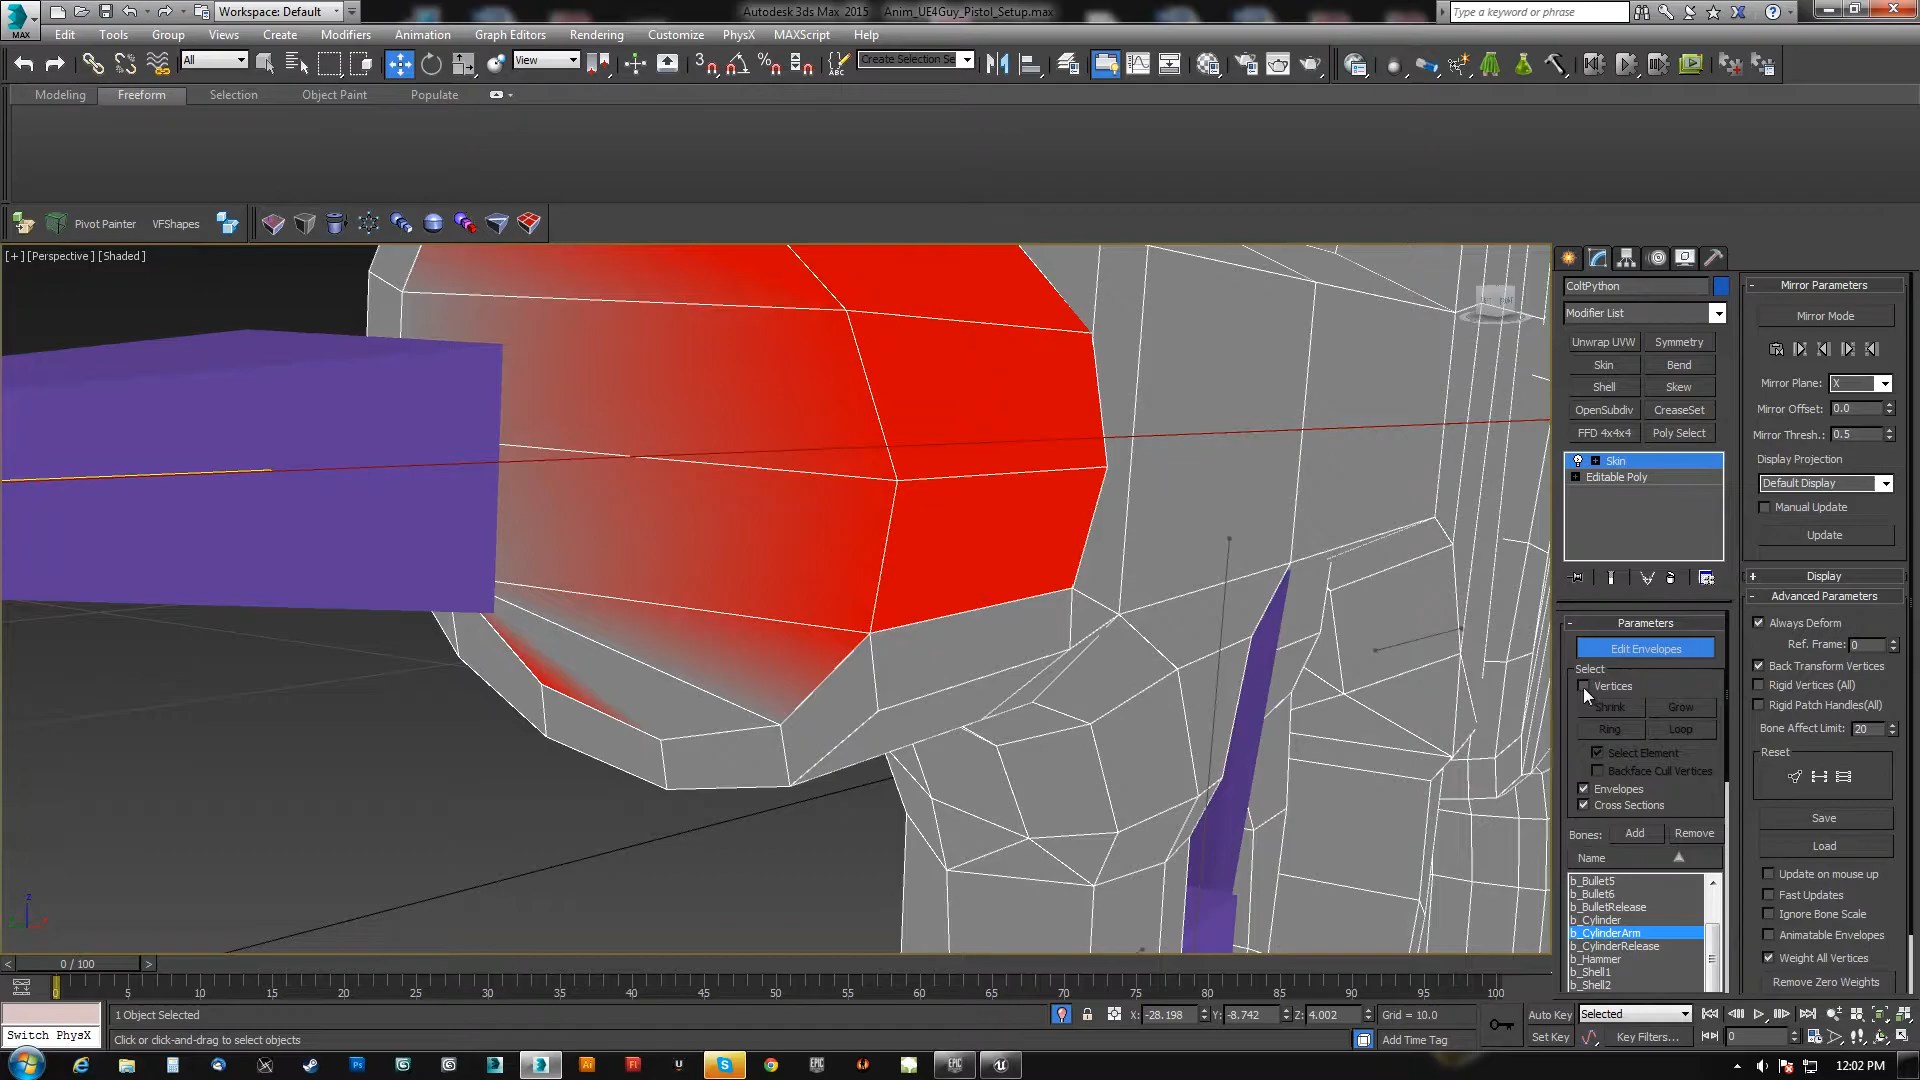 Workspace: Default
Autodesk 3ds Max 2015 Anim_UE4Guy_Pistol_Setup.max
Type a keyword or phrase
MAX
Edit Tools Group Views Create Modifiers Animation Graph Editors Rendering Customize PhysX MAXScript Help
All
View
Create Selection Se
Modeling Freeform Selection Object Paint Populate
Pivot Painter VFShapes
[+] [Perspective] [Shaded]
ColtPython
Modifier List
Unwrap UVW Symmetry
Skin Bend
Shell Skew
OpenSubdiv CreaseSet
FFD 4x4x4 Poly Select
Skin
Editable Poly
Parameters
Edit Envelopes
Select
Vertices
Shrink Grow
Ring Loop
Select Element
Backface Cull Vertices
Envelopes
Cross Sections
Bones: Add Remove
Name
b_Bullet5
b_Bullet6
b_BulletRelease
b_Cylinder
b_CylinderArm
b_CylinderRelease
b_Hammer
b_Shell1
b_Shell2
Mirror Parameters
Mirror Mode
Mirror Plane: X
Mirror Offset: 0.0
Mirror Thresh.: 0.5
Display Projection
Default Display
Manual Update
Update
Display
Advanced Parameters
Always Deform
Ref. Frame: 0
Back Transform Vertices
Rigid Vertices (All)
Rigid Patch Handles(All)
Bone Affect Limit: 20
Reset
Save
Load
Update on mouse up
Fast Updates
Ignore Bone Scale
Animatable Envelopes
Weight All Vertices
Remove Zero Weights
< 0 / 100 >
0 5 10 15 20 25 30 35 40 45 50 55 60 65 70 75 80 85 90 95 100
1 Object Selected
X: -28.198 Y: -8.742 Z: 4.002 Grid = 10.0
Auto Key Selected
Switch PhysX
Click or click-and-drag to select objects
Add Time Tag
Set Key Key Filters... 0
12:02 PM